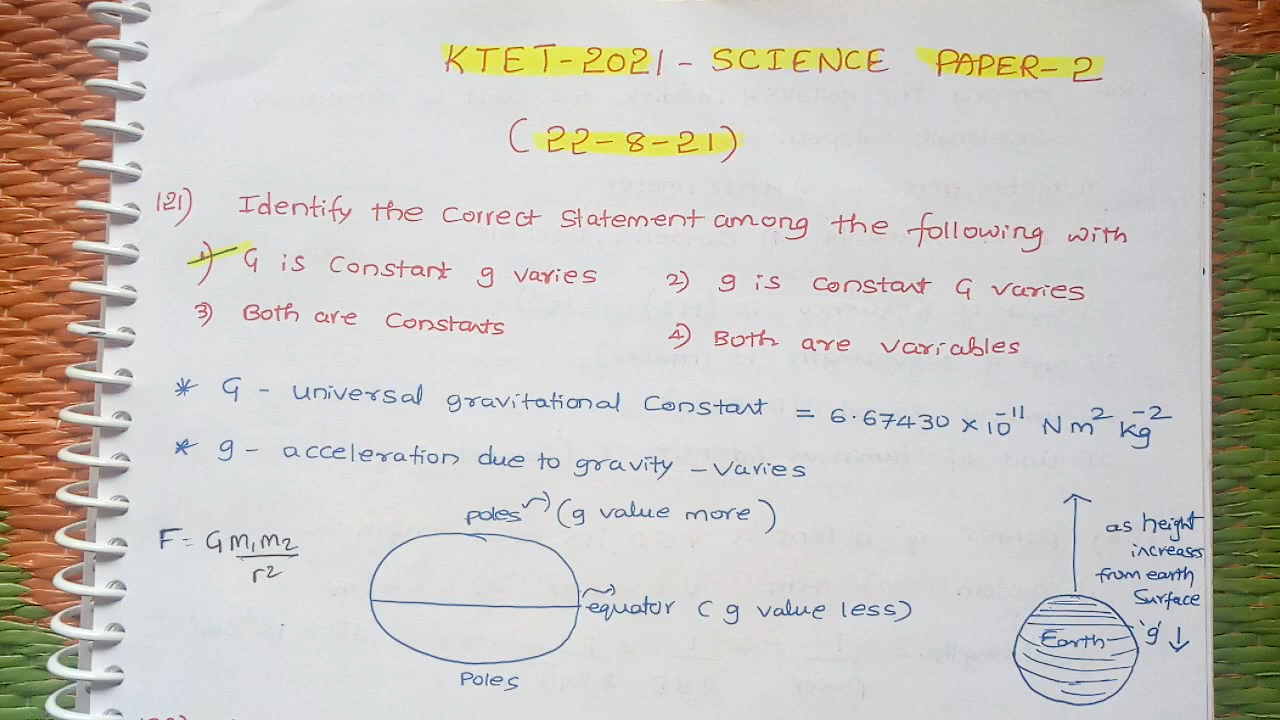 KTET-2021 - SCIENCE PAPER-2
(22-8-21)
121) Identify the correct statement among the following with
1) G is constant g varies 2) g is constant G varies
3) Both are constants 4) Both are variables
* G - universal gravitational constant = 6.67430 × 10⁻¹¹ Nm² kg⁻²
* g - acceleration due to gravity - varies
poles (g value more)
F = G m₁m₂ / r²
equator (g value less)
Poles
as height
increases
from earth
surface
'g' ↓
Earth